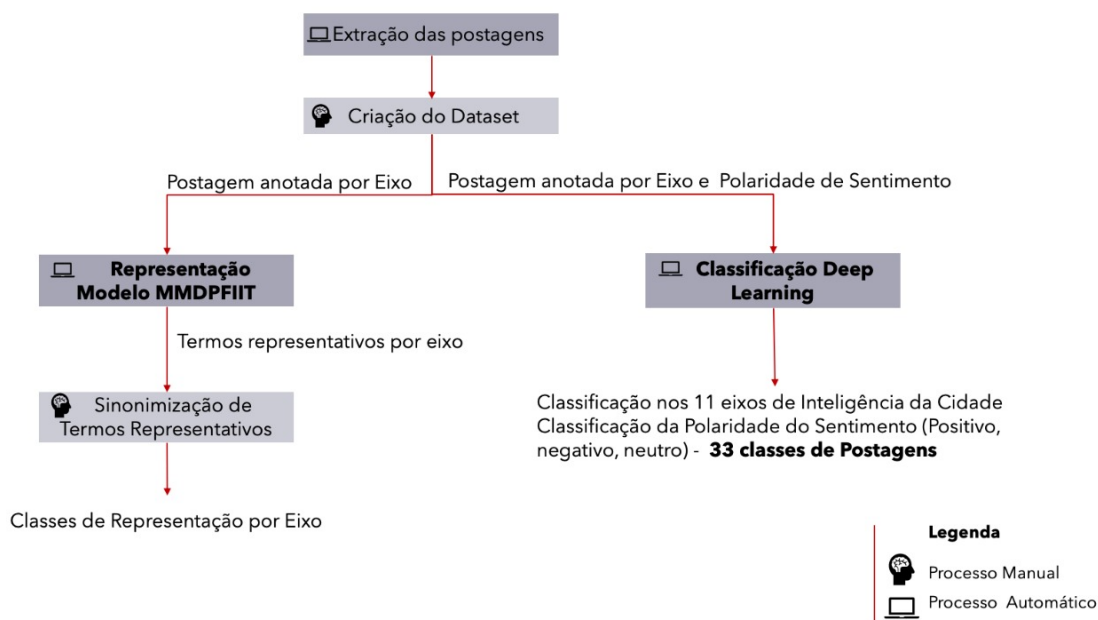 Extração das postagens
Criação do Dataset
Postagem anotada por Eixo
Postagem anotada por Eixo e Polaridade de Sentimento
Representação
Modelo MMDPFIIT
Classificação Deep
Learning
Termos representativos por eixo
Sinonimização de
Termos Representativos
Classificação nos 11 eixos de Inteligência da Cidade
Classificação da Polaridade do Sentimento (Positivo,
negativo, neutro) - 33 classes de Postagens
Classes de Representação por Eixo
Legenda
Processo Manual
Processo Automático